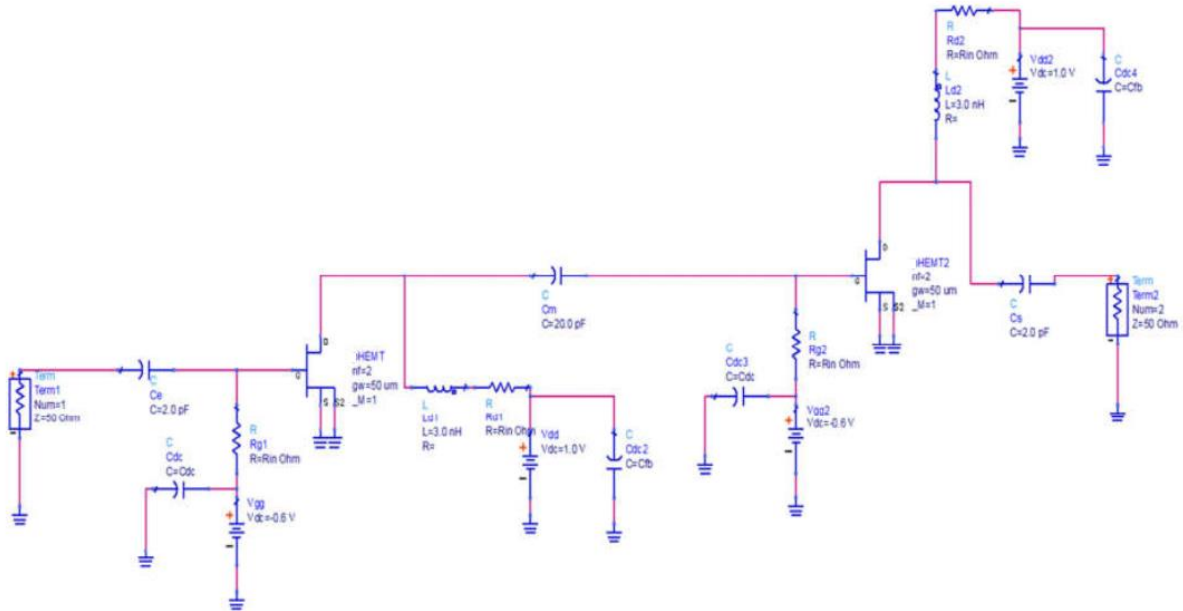 R
Rd2
R=Rin Ohm
Vdd2
Vdc=1.0 V
C
Cdc4
C=Cfb
L
Ld2
L=3.0 nH
R=
D
G
S
S2
iHEMT2
nf=2
gw=50 um
_M=1
C
Cm
C=20.0 pF
C
Cs
C=2.0 pF
Term
Term2
Num=2
Z=50 Ohm
D
G
S
S2
iHEMT
nf=2
gw=50 um
_M=1
R
Rg2
R=Rin Ohm
C
Cdc3
C=Cdc
Vgg2
Vdc=-0.6 V
Term
Term1
Num=1
Z=50 Ohm
C
Ce
C=2.0 pF
L
Ld1
L=3.0 nH
R=
R
Rd1
R=Rin Ohm
Vdd
Vdc=1.0 V
C
Cdc2
C=Cfb
R
Rg1
R=Rin Ohm
C
Cdc
C=Cdc
Vgg
Vdc=-0.6 V